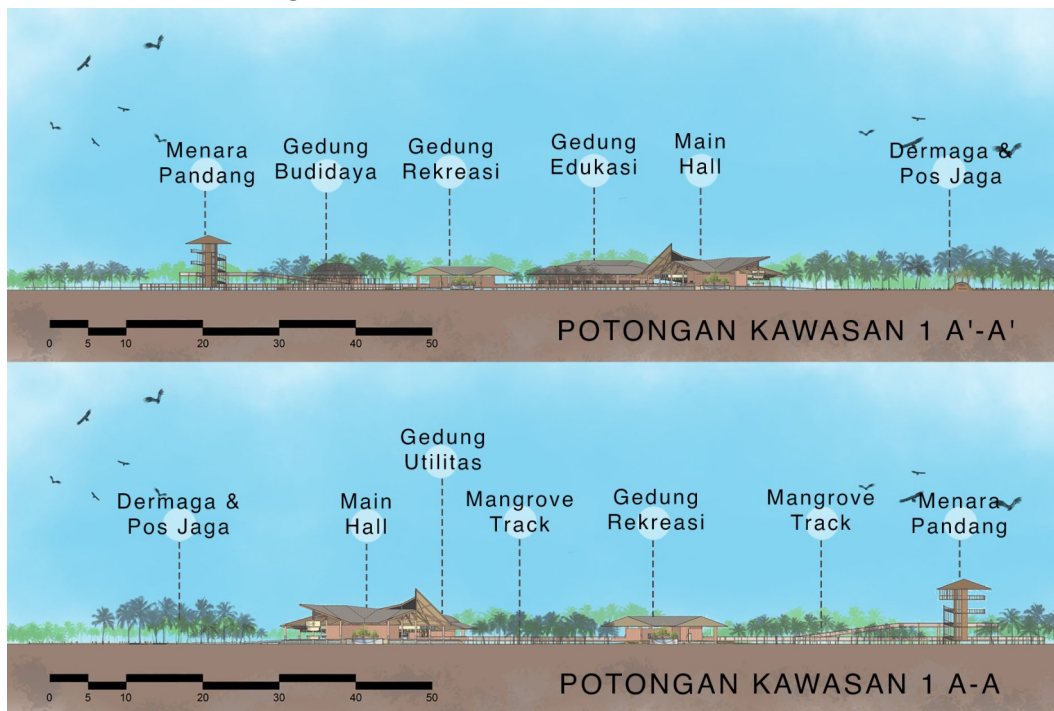 Menara
Pandang
Gedung
Budidaya
Gedung
Rekreasi
Gedung
Edukasi
Main
Hall
Dermaga &
Pos Jaga
0 5 10 20 30 40 50
POTONGAN KAWASAN 1 A'-A'
Gedung
Utilitas
Dermaga &
Pos Jaga
Main
Hall
Mangrove
Track
Gedung
Rekreasi
Mangrove
Track
Menara
Pandang
0 5 10 20 30 40 50
POTONGAN KAWASAN 1 A-A